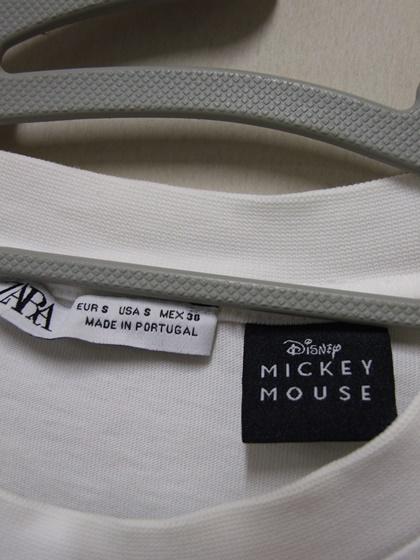 ZARA
EUR S USA S MEX 38
MADE IN PORTUGAL
Disney
MICKEY
MOUSE